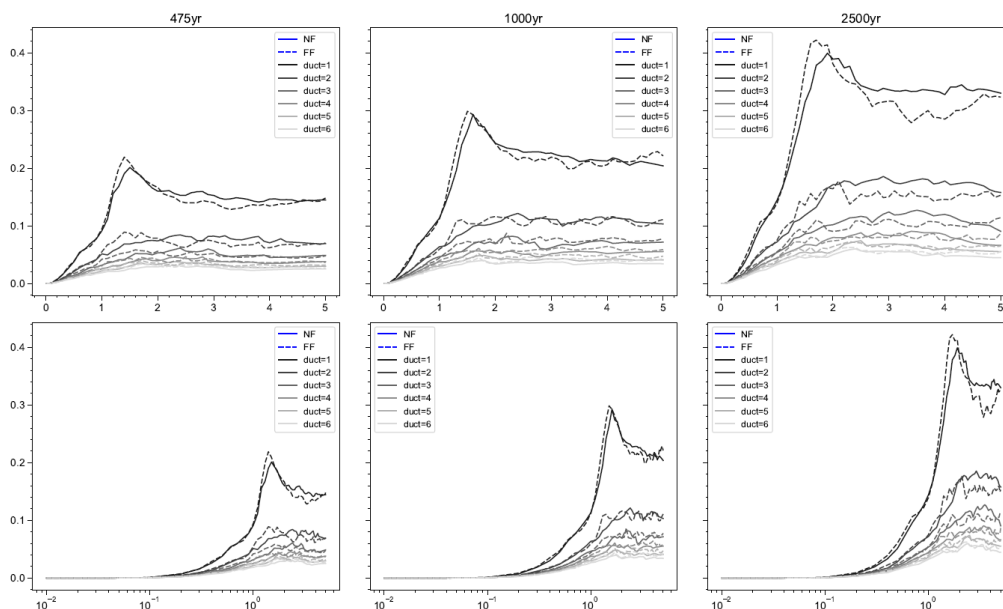 475yr
1000yr
2500yr
0.4
0.3
0.2
0.1
0.0
NF
FF
duct=1
duct=2
duct=3
duct=4
duct=5
duct=6
NF
FF
duct=1
duct=2
duct=3
duct=4
duct=5
duct=6
NF
FF
duct=1
duct=2
duct=3
duct=4
duct=5
duct=6
0 1 2 3 4 5
0 1 2 3 4 5
0 1 2 3 4 5
0.4
0.3
0.2
0.1
0.0
NF
FF
duct=1
duct=2
duct=3
duct=4
duct=5
duct=6
NF
FF
duct=1
duct=2
duct=3
duct=4
duct=5
duct=6
NF
FF
duct=1
duct=2
duct=3
duct=4
duct=5
duct=6
10⁻² 10⁻¹ 10⁰
10⁻² 10⁻¹ 10⁰
10⁻² 10⁻¹ 10⁰